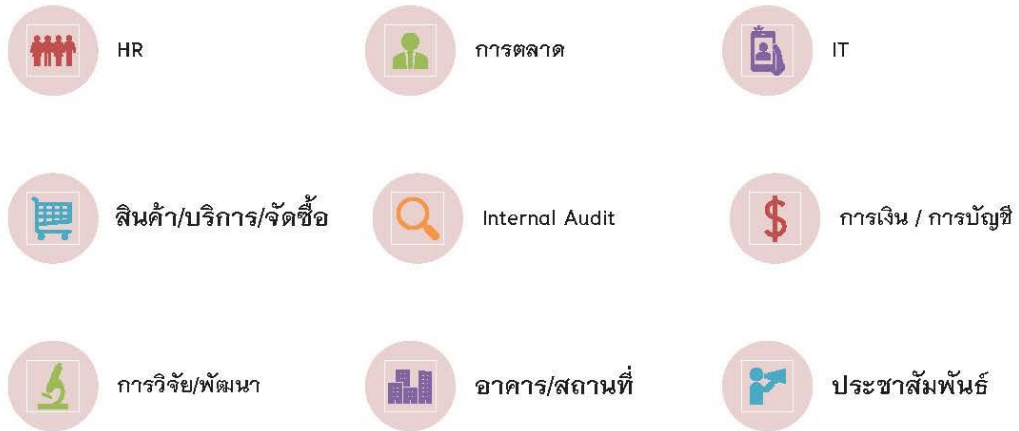 HR
การตลาด
IT
สินค้า/บริการ/จัดซื้อ
Internal Audit
การเงิน / การบัญชี
การวิจัย/พัฒนา
อาคาร/สถานที่
ประชาสัมพันธ์